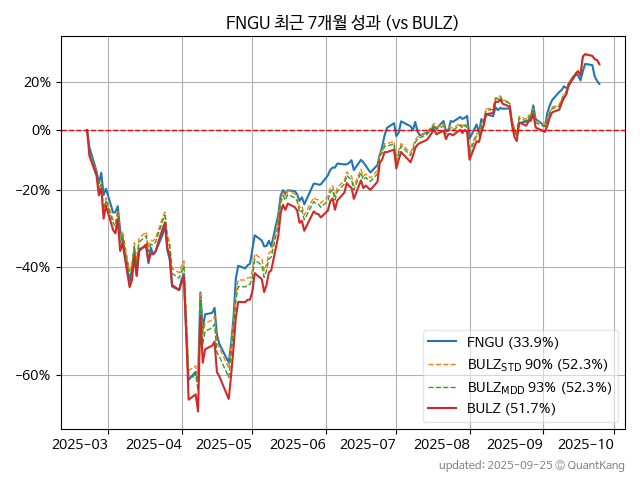 FNGU 최근 7개월 성과 (vs BULZ)
20%
0%
−20%
−40%
−60%
FNGU (33.9%)
BULZSTD 90% (52.3%)
BULZMDD 93% (52.3%)
BULZ (51.7%)
2025-03 2025-04 2025-05 2025-06 2025-07 2025-08 2025-09 2025-10
updated: 2025-09-25 © QuantKang